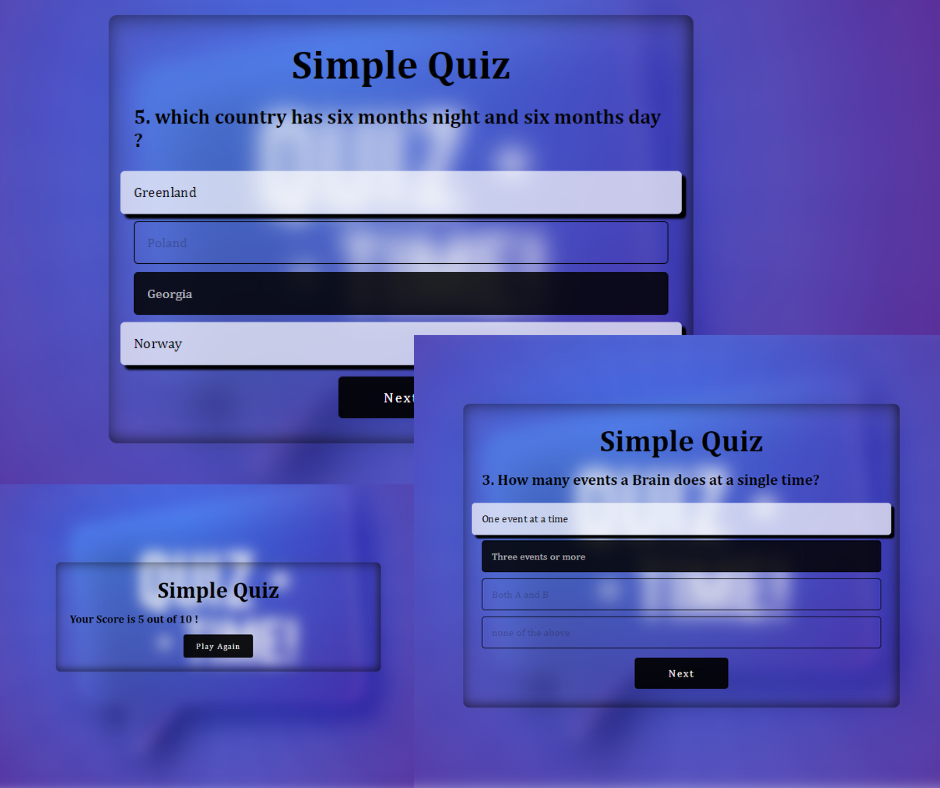 Simple Quiz
5. which country has six months night and six months day
?
Greenland
Poland
Georgia
Norway
Next
Simple Quiz
Your Score is 5 out of 10 !
Play Again
Simple Quiz
3. How many events a Brain does at a single time?
One event at a time
Three events or more
Both A and B
none of the above
Next
QUIZ
TIME!